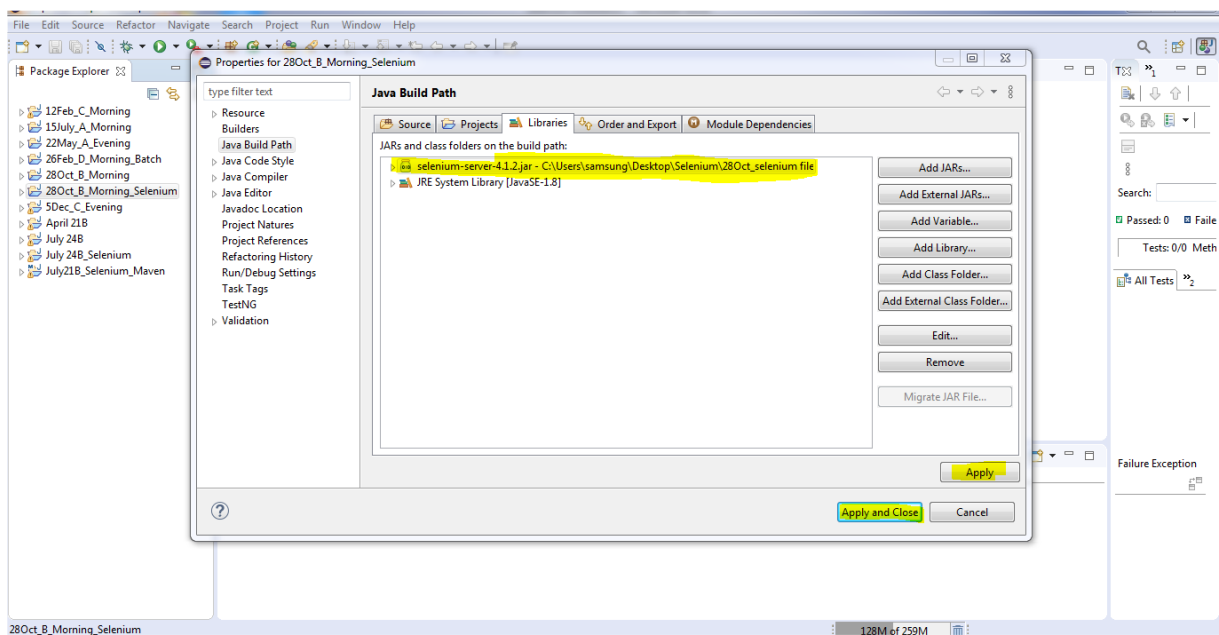 File Edit Source Refactor Navigate Search Project Run Window Help
Package Explorer
12Feb_C_Morning
15July_A_Morning
22May_A_Evening
26Feb_D_Morning_Batch
28Oct_B_Morning
28Oct_B_Morning_Selenium
5Dec_C_Evening
April 21B
July 24B
July 24B_Selenium
July21B_Selenium_Maven
Properties for 28Oct_B_Morning_Selenium
type filter text
Resource
Builders
Java Build Path
Java Code Style
Java Compiler
Java Editor
Javadoc Location
Project Natures
Project References
Refactoring History
Run/Debug Settings
Task Tags
TestNG
Validation
Java Build Path
Source Projects Libraries Order and Export Module Dependencies
JARs and class folders on the build path:
selenium-server-4.1.2.jar - C:\Users\samsung\Desktop\Selenium\28Oct_selenium file
JRE System Library [JavaSE-1.8]
Add JARs...
Add External JARs...
Add Variable...
Add Library...
Add Class Folder...
Add External Class Folder...
Edit...
Remove
Migrate JAR File...
Apply
Apply and Close Cancel
Search:
Passed: 0 Faile
Tests: 0/0 Meth
All Tests »2
Failure Exception
28Oct_B_Morning_Selenium
128M of 259M